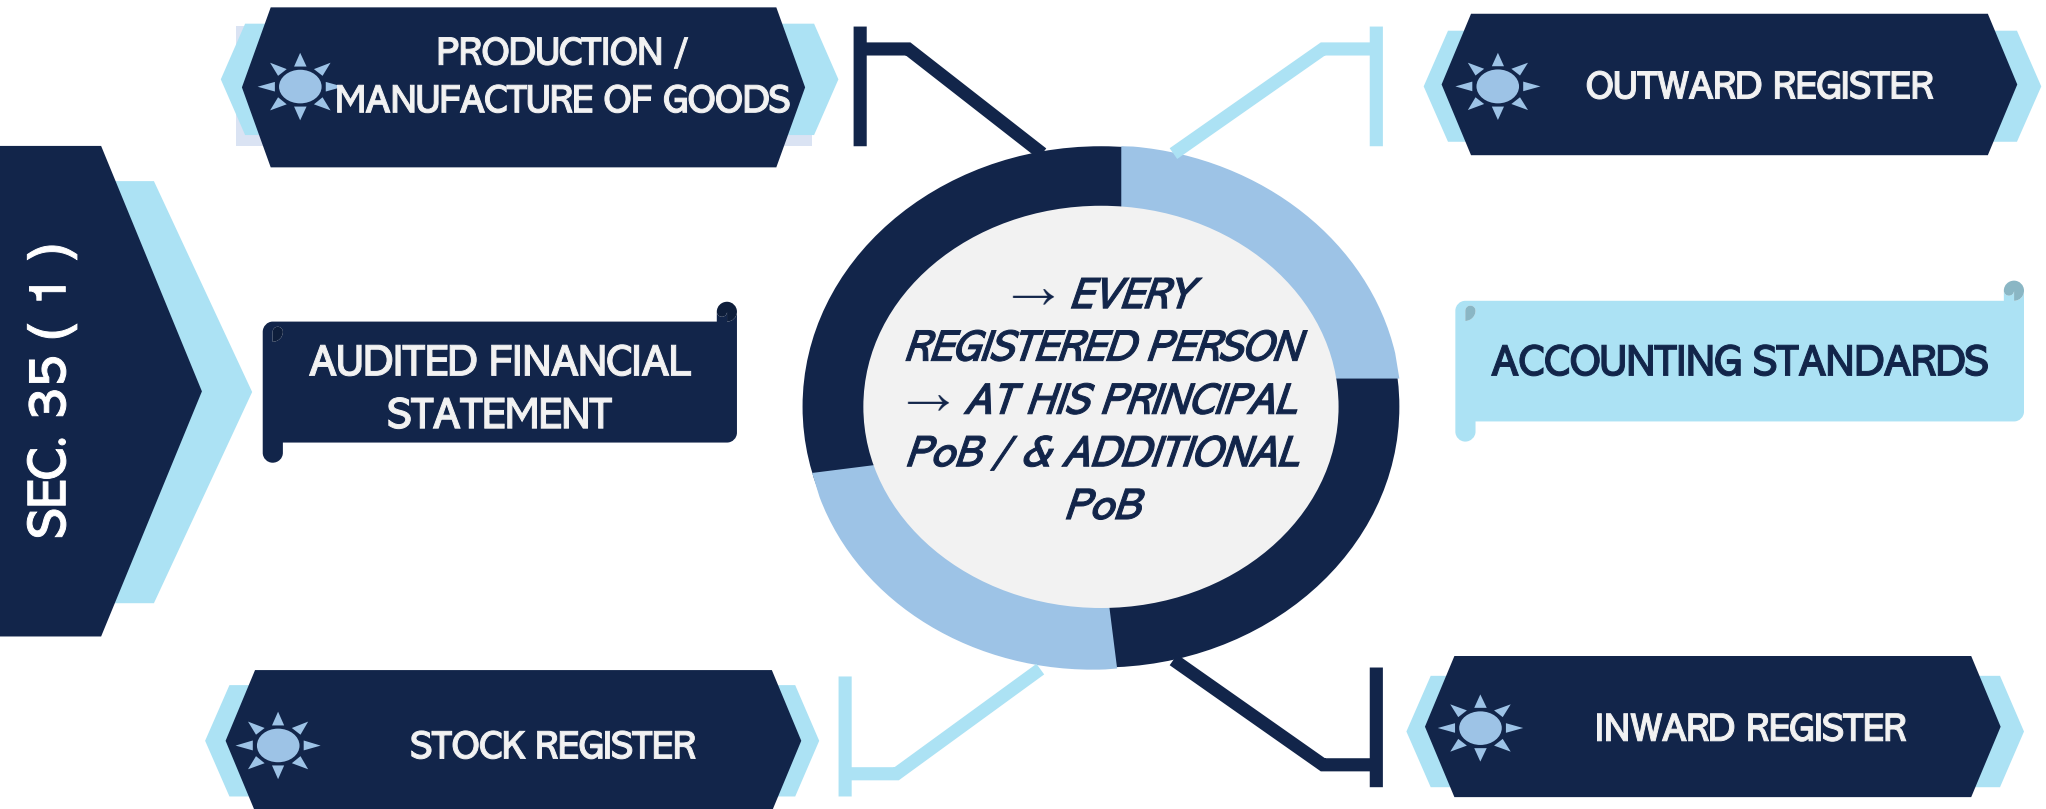 PRODUCTION /
MANUFACTURE OF GOODS
OUTWARD REGISTER
SEC. 35 ( 1 )
AUDITED FINANCIAL
STATEMENT
→ EVERY
REGISTERED PERSON
→ AT HIS PRINCIPAL
PoB / & ADDITIONAL
PoB
ACCOUNTING STANDARDS
STOCK REGISTER
INWARD REGISTER